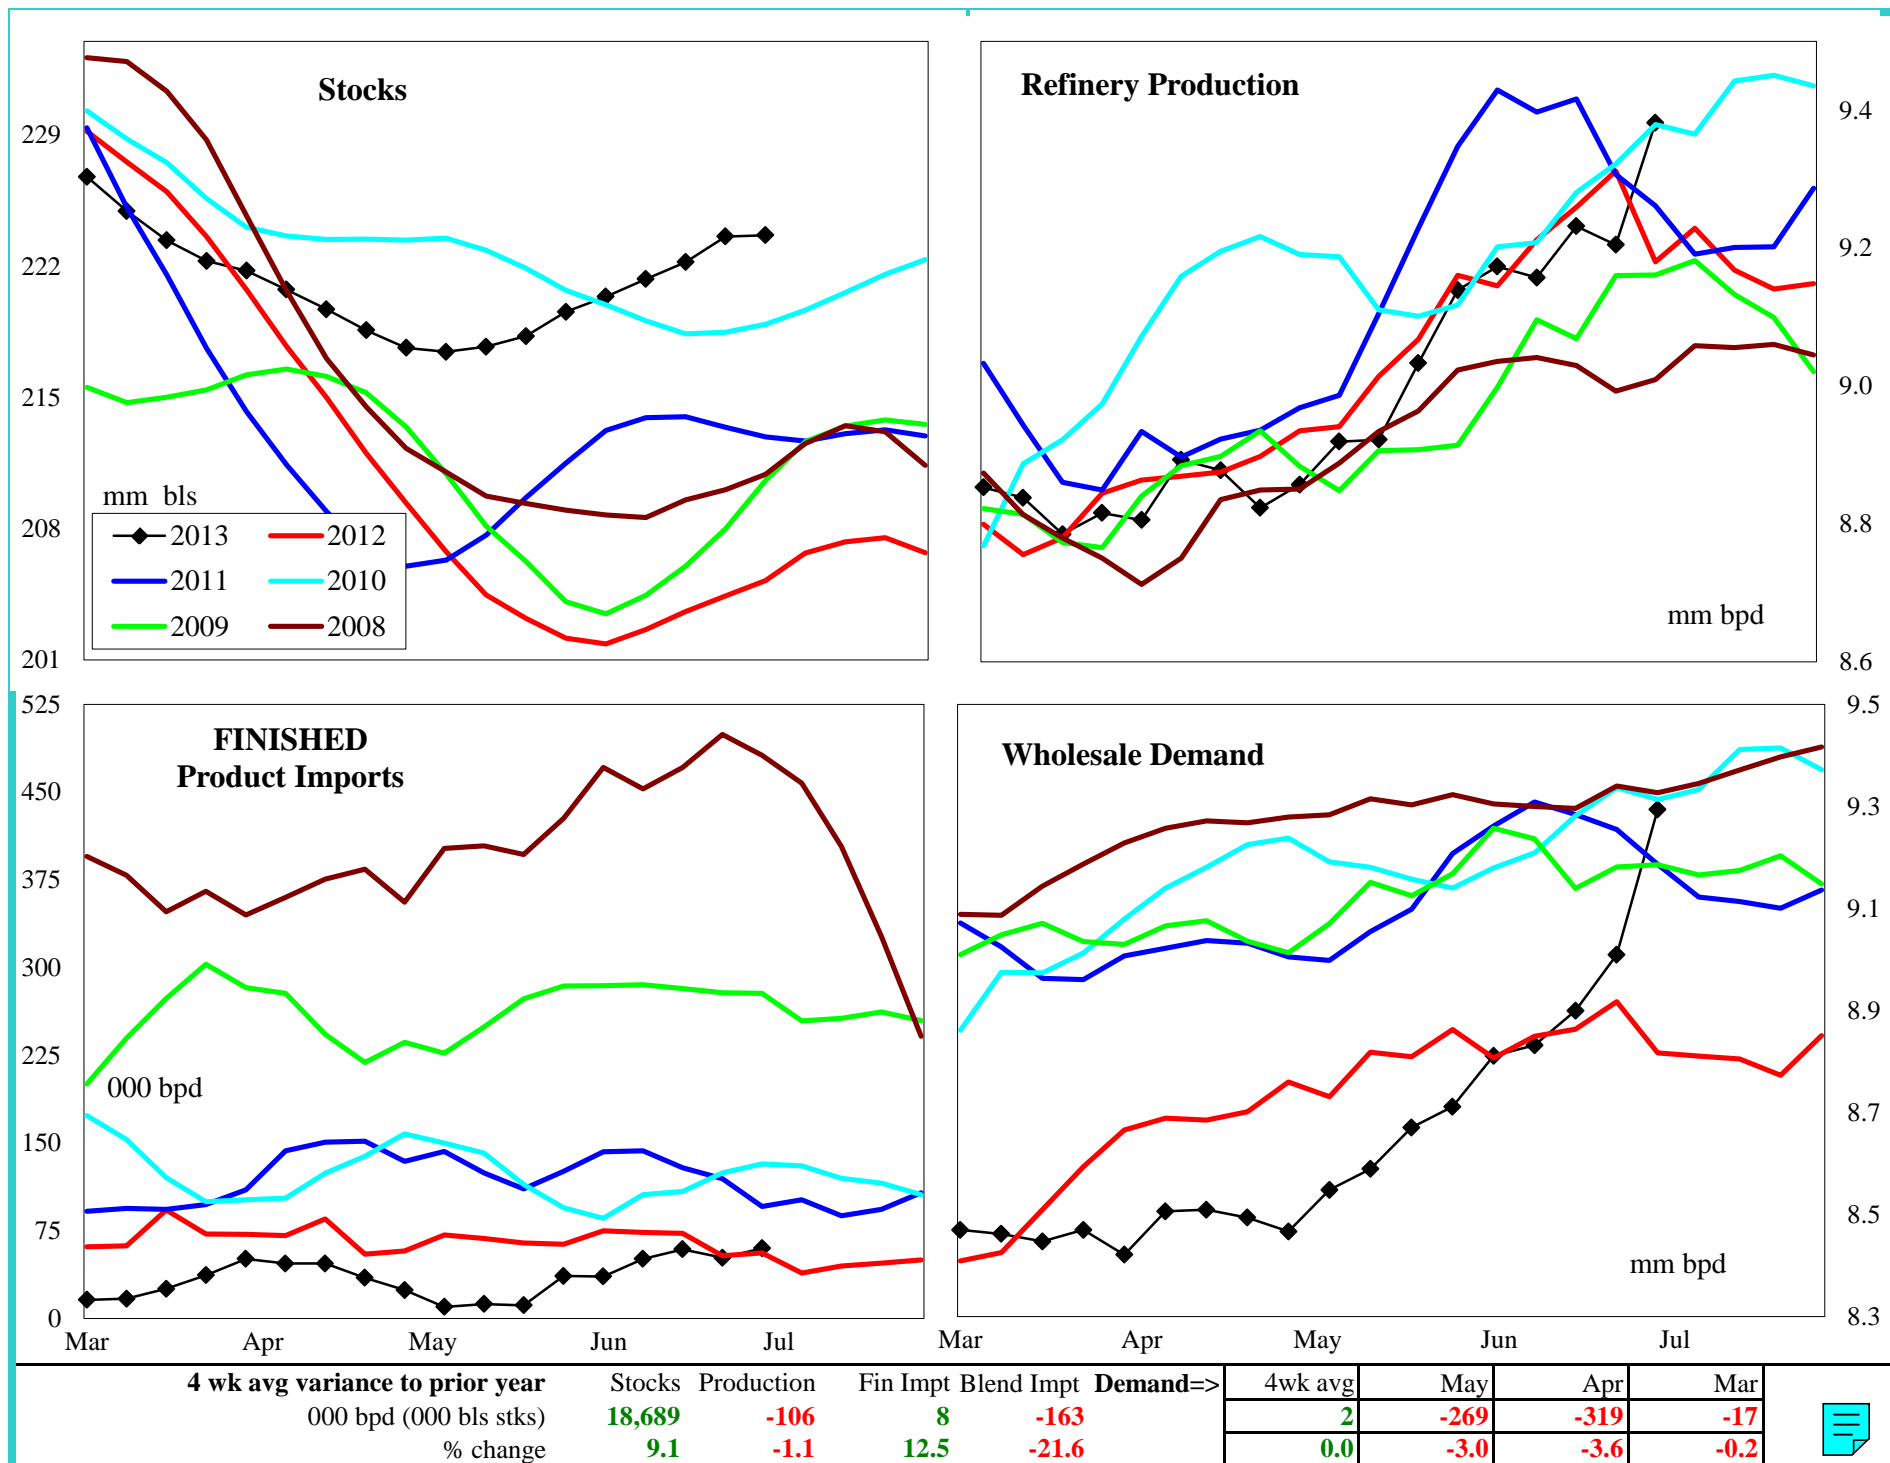 Stocks
229
222
215
208
201
mm bls
2013 2012
2011 2010
2009 2008
Refinery Production
9.4
9.2
9.0
8.8
8.6
mm bpd
FINISHED
Product Imports
525
450
375
300
225
150
75
0
000 bpd
Mar Apr May Jun Jul
Wholesale Demand
9.5
9.3
9.1
8.9
8.7
8.5
8.3
mm bpd
Mar Apr May Jun Jul
4 wk avg variance to prior year Stocks Production Fin Impt Blend Impt Demand=> 4wk avg May Apr Mar
000 bpd (000 bls stks) 18,689 -106 8 -163 2 -269 -319 -17
% change 9.1 -1.1 12.5 -21.6 0.0 -3.0 -3.6 -0.2